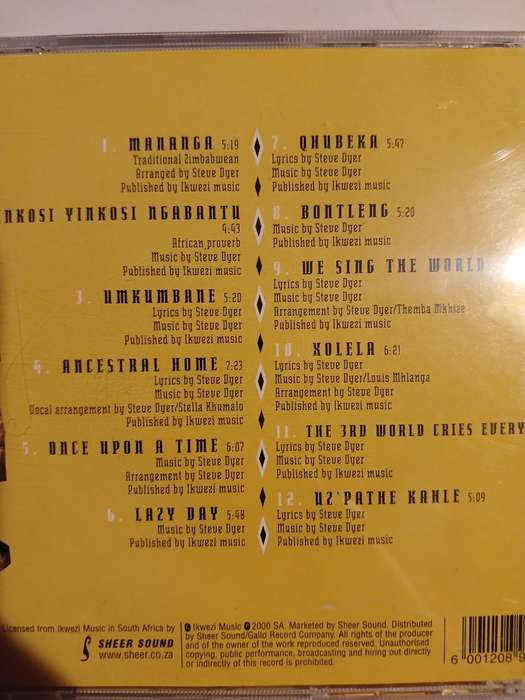 1. MANANGA 5:19
Traditional Zimbabwean
Arranged by Steve Dyer
Published by Ikwezi music
NKOSI YINKOSI NGABANTU
4:43
African proverb
Music by Steve Dyer
Published by Ikwezi music
3. UMKUMBANE 5:20
Lyrics by Steve Dyer
Music by Steve Dyer
Published by Ikwezi music
4. ANCESTRAL HOME 7:23
Lyrics by Steve Dyer
Music by Steve Dyer
Vocal arrangement by Steve Dyer/Stella Khumalo
Published by Ikwezi music
5. ONCE UPON A TIME 6:07
Music by Steve Dyer
Arrangement by Steve Dyer
Published by Ikwezi music
6. LAZY DAY 5:48
Music by Steve Dyer
Published by Ikwezi music
7. QHUBEKA 5:47
Lyrics by Steve Dyer
Music by Steve Dyer
Published by Ikwezi music
8. BONTLENG 5:20
Music by Steve Dyer
Published by Ikwezi music
9. WE SING THE WORLD
Lyrics by Steve Dyer
Music by Steve Dyer
Arrangement by Steve Dyer/Themba Mkhize
Published by Ikwezi music
10. XOLELA 6:21
Lyrics by Steve Dyer
Music by Steve Dyer/Louis Mhlanga
Arrangement by Steve Dyer
Published by Ikwezi music
11. THE 3RD WORLD CRIES EVERY
Lyrics by Steve Dyer
Music by Steve Dyer
Published by Ikwezi music
12. UZ'PATHE KAHLE 5:09
Lyrics by Steve Dyer
Music by Steve Dyer
Published by Ikwezi music
Licensed from Ikwezi Music in South Africa by
SHEER SOUND
www.sheer.co.za
© Ikwezi Music ℗ 2000 SA. Marketed by Sheer Sound. Distributed
by Sheer Sound/Gallo Record Company. All rights of the producer
and of the owner of the work reproduced reserved. Unauthorised
copying, public performance, broadcasting and hiring out directly
or indirectly of this record is prohibited.
6 001208 9